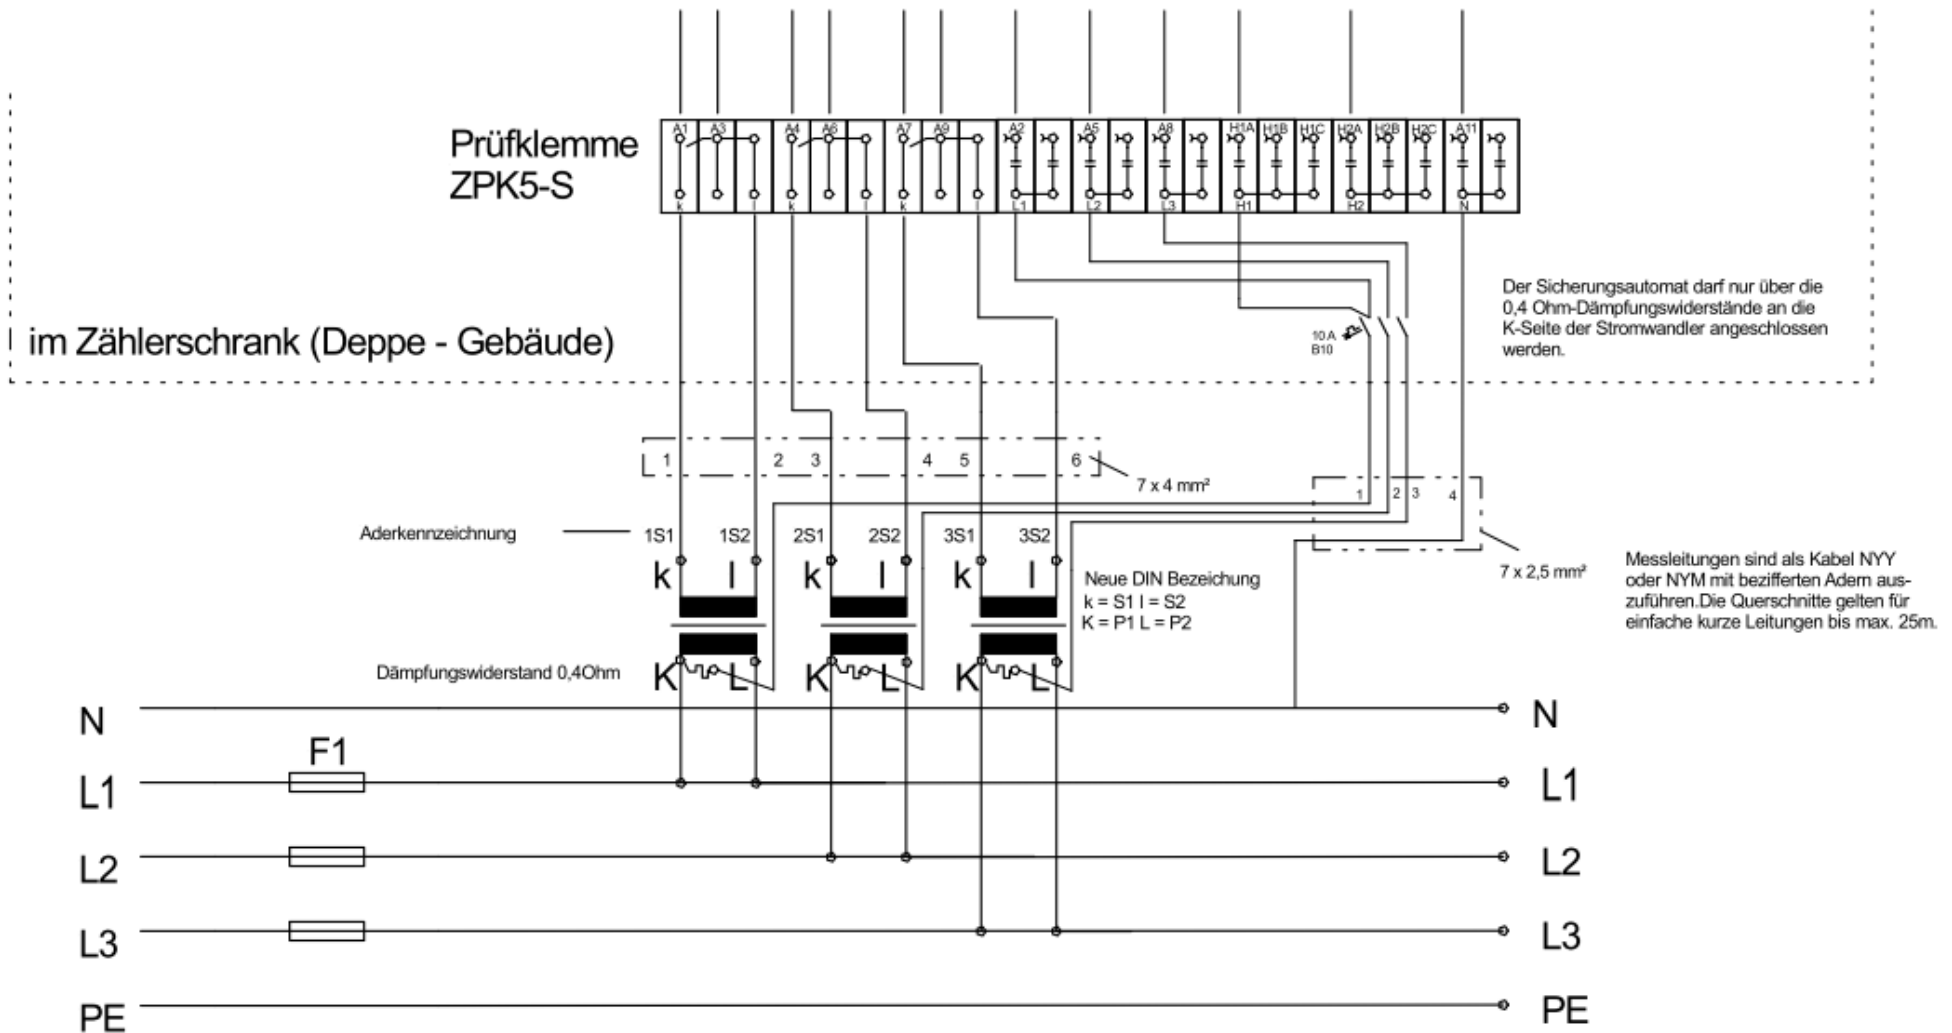 Prüfklemme
ZPK5-S
A1 A3 A4 A6 A7 A9 A2 A5 A8 H1A H1B H1C H2A H2B H2C A11
k l k l k l L1 L2 L3 H1 H2 N
Der Sicherungsautomat darf nur über die
0,4 Ohm-Dämpfungswiderstände an die
K-Seite der Stromwandler angeschlossen
werden.
10 A
B10
im Zählerschrank (Deppe - Gebäude)
1 2 3 4 5 6
7 x 4 mm²
1 2 3 4
7 x 2,5 mm²
Aderkennzeichnung
1S1 1S2 2S1 2S2 3S1 3S2
k l k l k l
Neue DIN Bezeichung
k = S1 l = S2
K = P1 L = P2
Messleitungen sind als Kabel NYY
oder NYM mit bezifferten Adern aus-
zuführen.Die Querschnitte gelten für
einfache kurze Leitungen bis max. 25m.
Dämpfungswiderstand 0,4Ohm
K L K L K L
N N
F1
L1 L1
L2 L2
L3 L3
PE PE